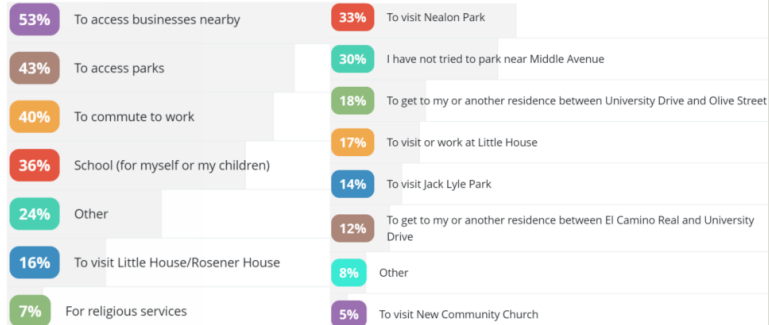 53% To access businesses nearby
43% To access parks
40% To commute to work
36% School (for myself or my children)
24% Other
16% To visit Little House/Rosener House
7% For religious services
33% To visit Nealon Park
30% I have not tried to park near Middle Avenue
18% To get to my or another residence between University Drive and Olive Street
17% To visit or work at Little House
14% To visit Jack Lyle Park
12% To get to my or another residence between El Camino Real and University
Drive
8% Other
5% To visit New Community Church